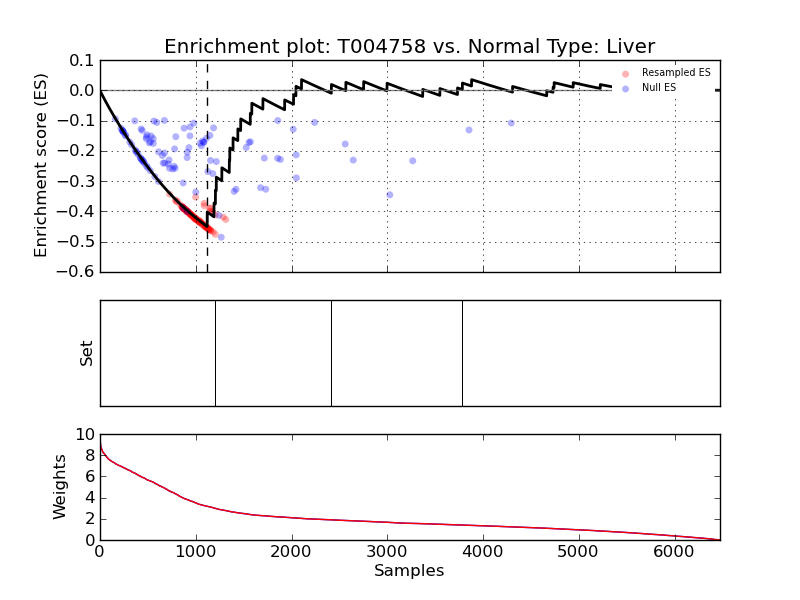 Enrichment plot: T004758 vs. Normal Type: Liver
Enrichment score (ES)
0.1
0.0
−0.1
−0.2
−0.3
−0.4
−0.5
−0.6
Resampled ES
Null ES
Set
Weights
10
8
6
4
2
0
0 1000 2000 3000 4000 5000 6000
Samples